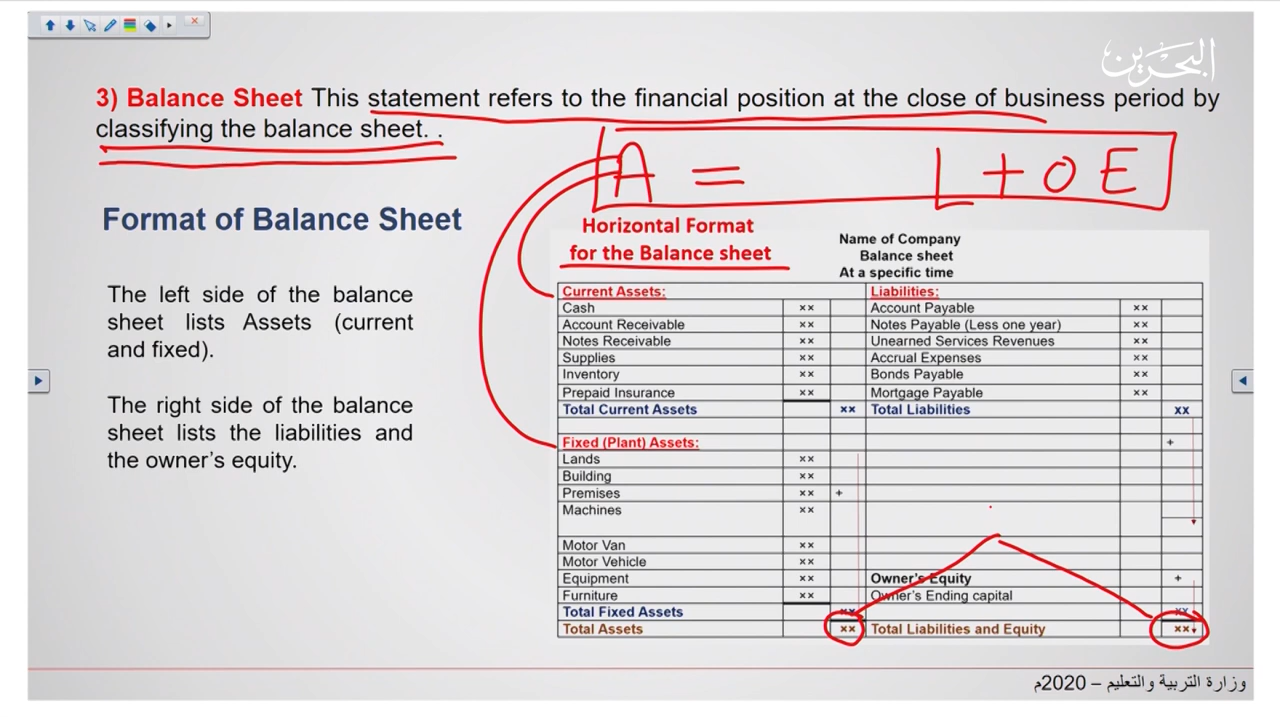 البحرين
3) Balance Sheet This statement refers to the financial position at the close of business period by
classifying the balance sheet. .
A = L + O E
Format of Balance Sheet
The left side of the balance
sheet lists Assets (current
and fixed).
The right side of the balance
sheet lists the liabilities and
the owner's equity.
Horizontal Format
for the Balance sheet
Name of Company
Balance sheet
At a specific time
Current Assets: Liabilities:
Cash ×× Account Payable ××
Account Receivable ×× Notes Payable (Less one year) ××
Notes Receivable ×× Unearned Services Revenues ××
Supplies ×× Accrual Expenses ××
Inventory ×× Bonds Payable ××
Prepaid Insurance ×× Mortgage Payable ××
Total Current Assets ×× Total Liabilities xx
Fixed (Plant) Assets: +
Lands ××
Building ××
Premises ×× +
Machines ××
Motor Van ××
Motor Vehicle ××
Equipment ×× Owner's Equity +
Furniture ×× Owner's Ending capital
Total Fixed Assets ×× ××
Total Assets ×× Total Liabilities and Equity ××
وزارة التربية والتعليم – 2020م